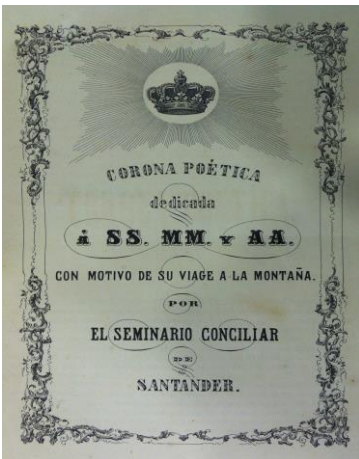 CORONA POÉTICA
dedicada
á SS. MM. Y AA.
CON MOTIVO DE SU VIAGE A LA MONTAÑA.
POR
EL SEMINARIO CONCILIAR
DE
SANTANDER.